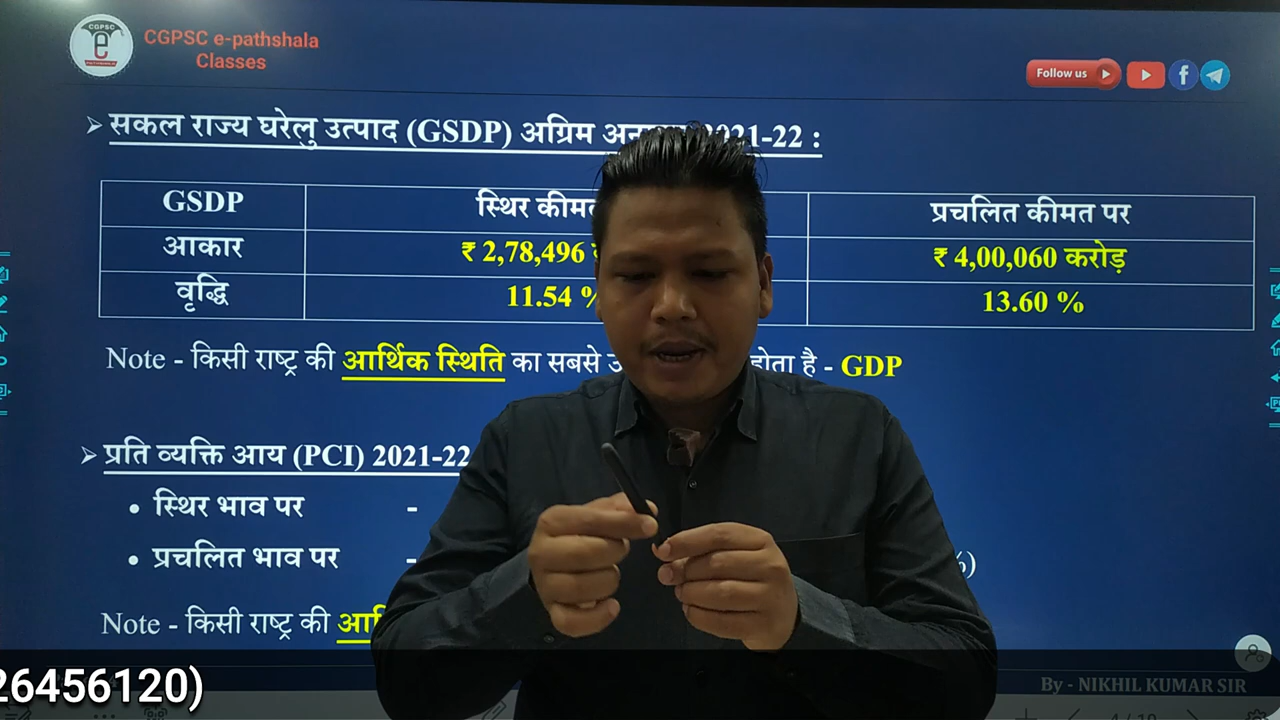 CGPSC
e
CGPSC e-pathshala
Classes
Follow us
सकल राज्य घरेलु उत्पाद (GSDP) अग्रिम 2021-22 :
GSDP
स्थिर कीमत
प्रचलित कीमत पर
आकार
₹ 2,78,496
₹ 4,00,060 करोड़
वृद्धि
11.54 %
13.60 %
Note - किसी राष्ट्र की आर्थिक स्थिति का सबसे होता है - GDP
प्रति व्यक्ति आय (PCI) 2021-22
• स्थिर भाव पर -
• प्रचलित भाव पर - )
Note - किसी राष्ट्र की
26456120)
By - NIKHIL KUMAR SIR